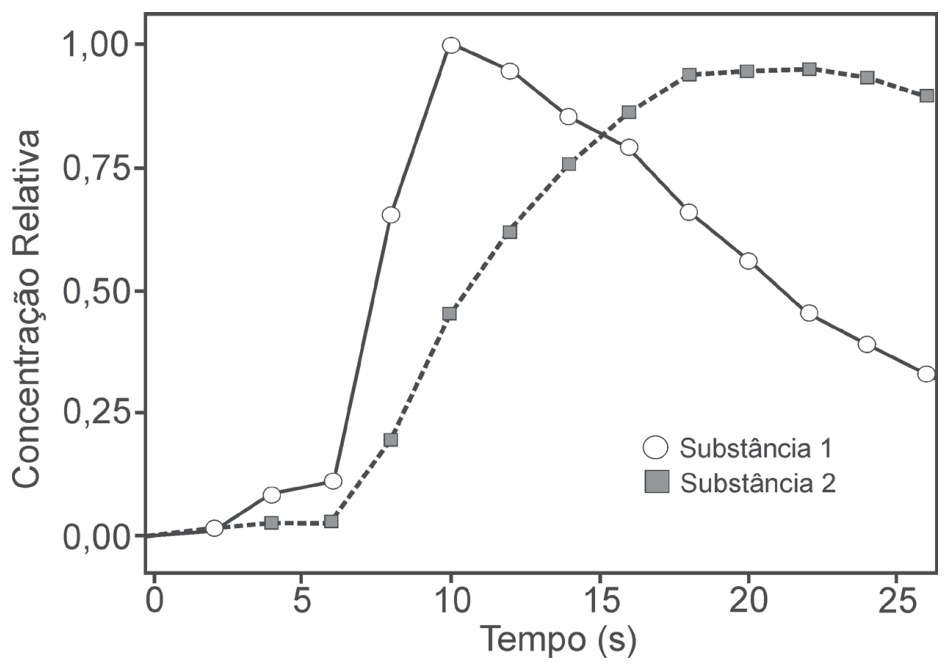 Concentração Relativa
1,00
0,75
0,50
0,25
0,00
Substância 1
Substância 2
0 5 10 15 20 25
Tempo (s)